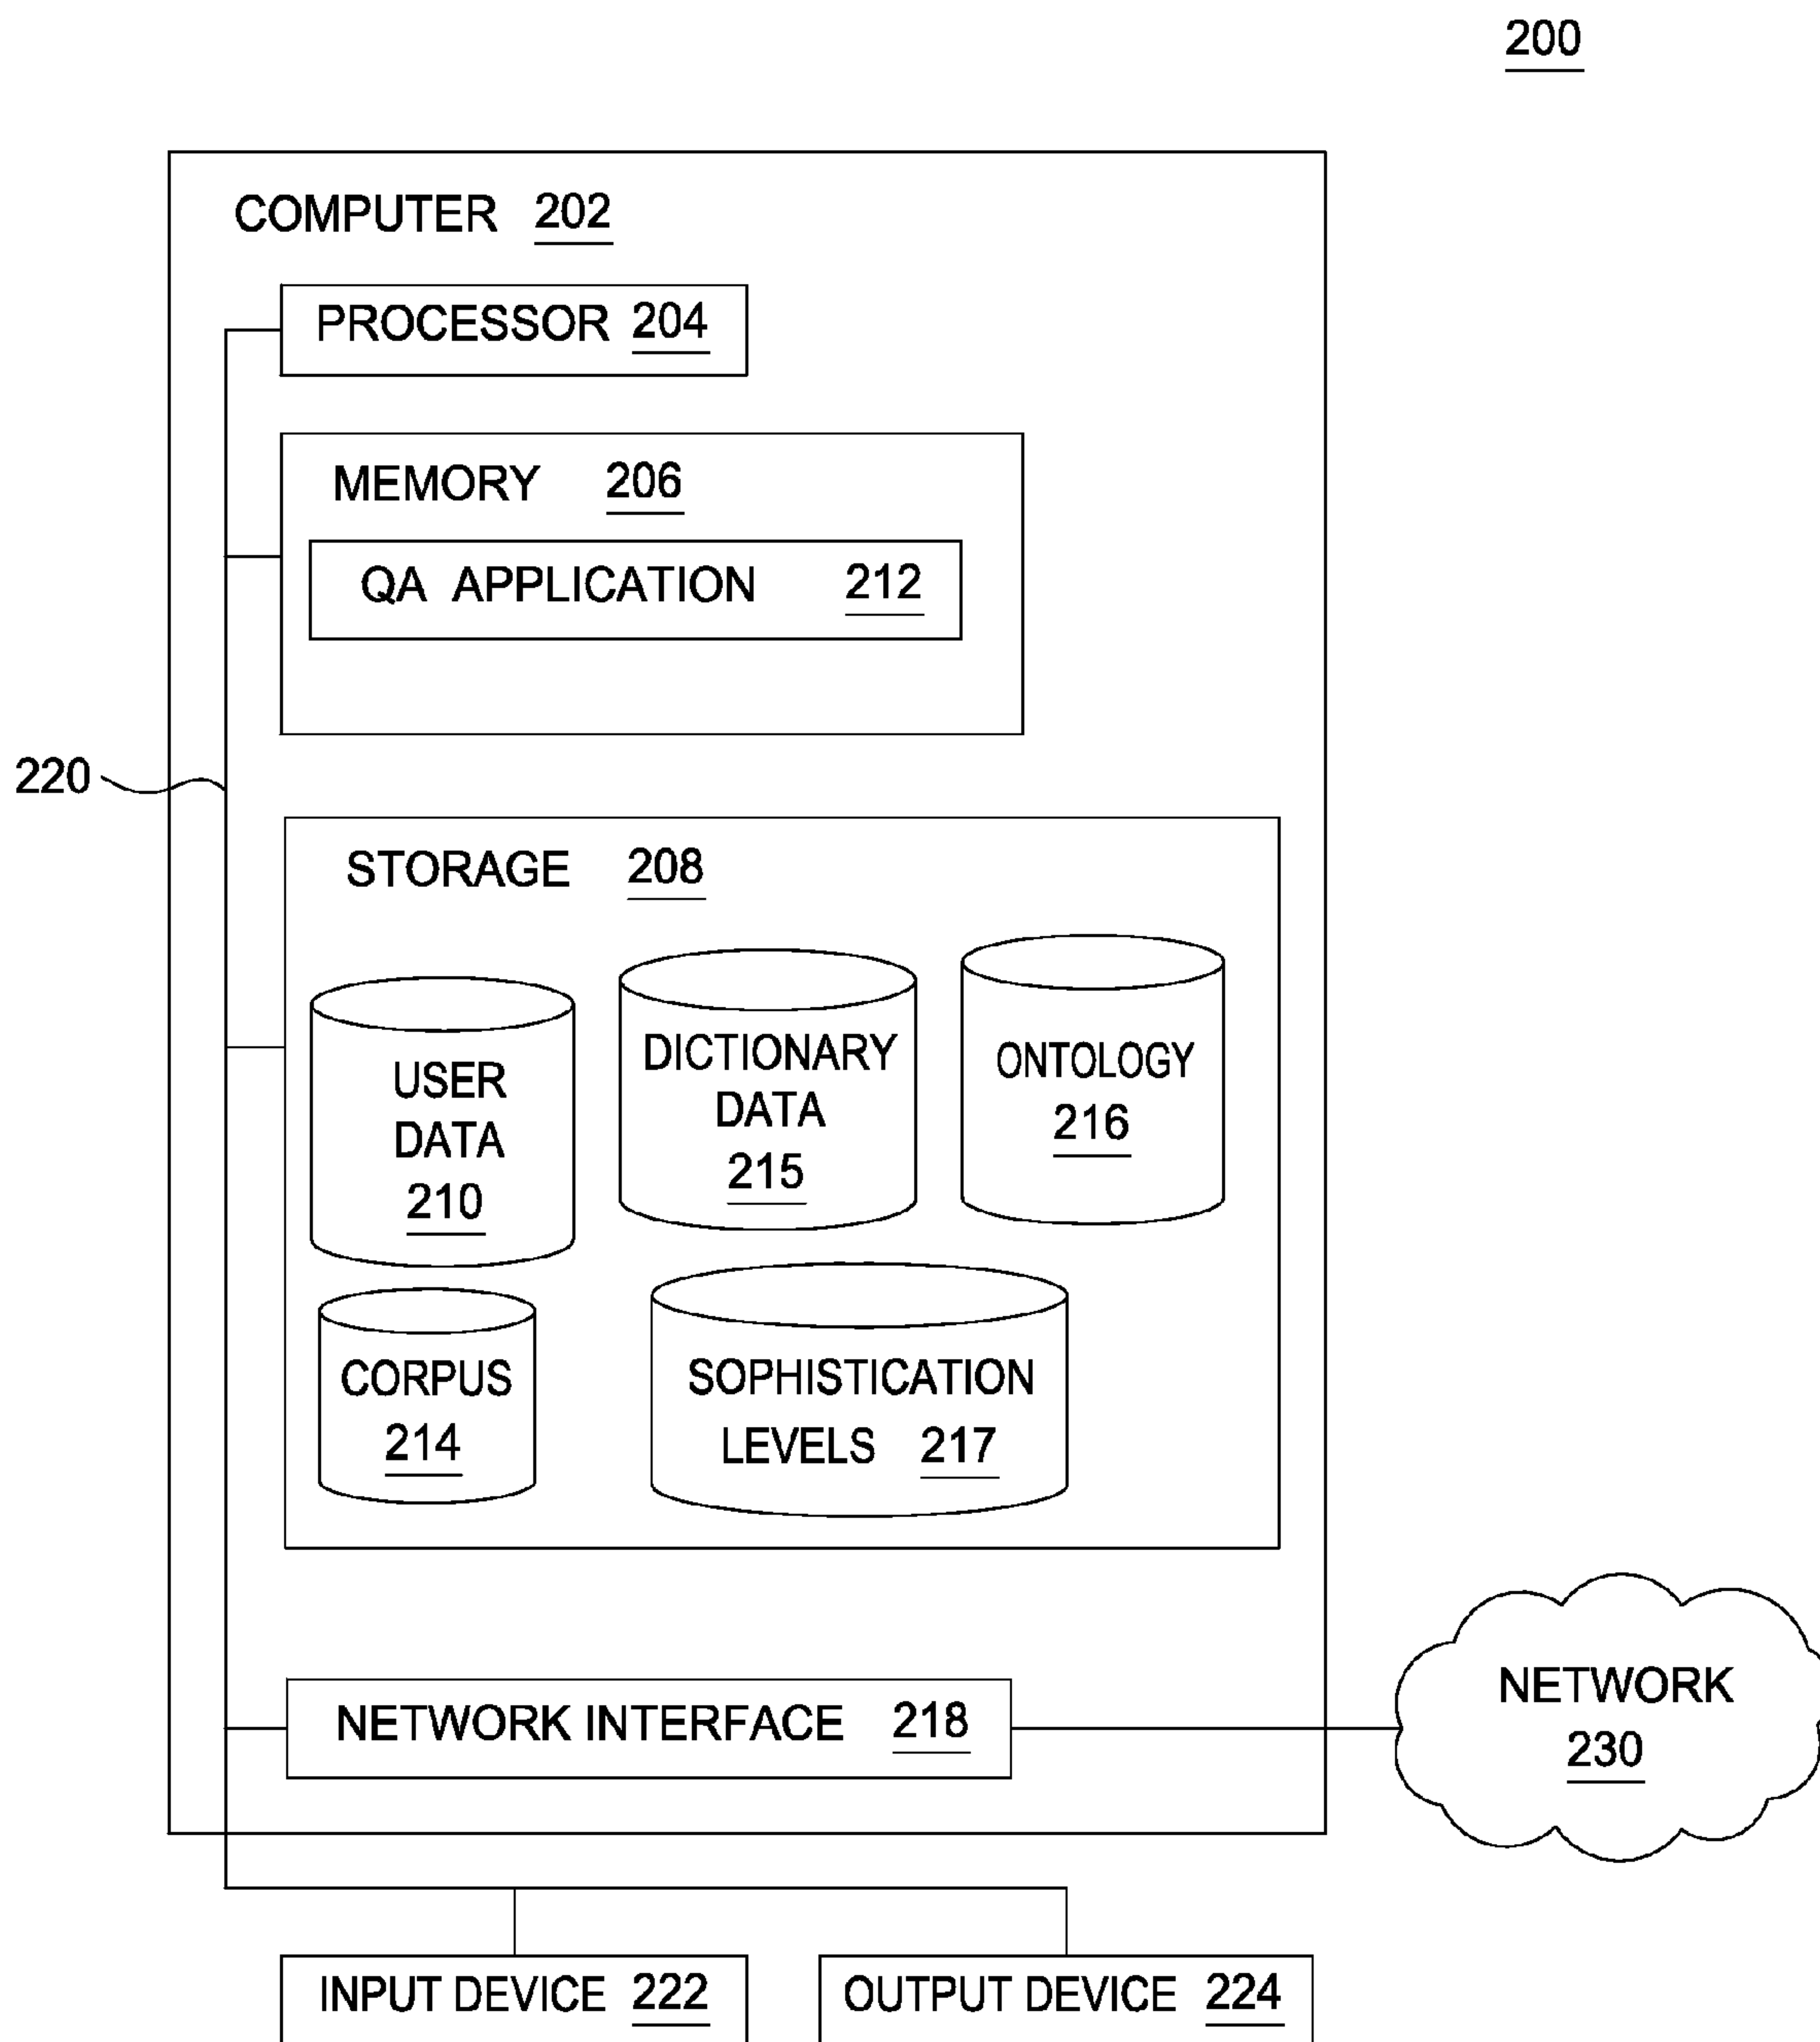 200
COMPUTER 202
PROCESSOR 204
MEMORY 206
QA APPLICATION 212
220
STORAGE 208
USER
DATA
210
DICTIONARY
DATA
215
ONTOLOGY
216
CORPUS
214
SOPHISTICATION
LEVELS 217
NETWORK INTERFACE 218
NETWORK
230
INPUT DEVICE 222
OUTPUT DEVICE 224